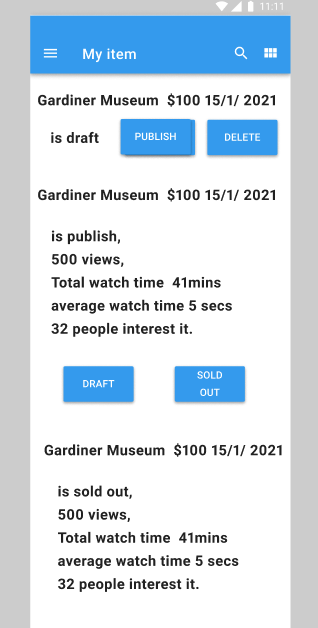 11:11
My item
Gardiner Museum $100 15/1/ 2021
is draft PUBLISH DELETE
Gardiner Museum $100 15/1/ 2021
is publish,
500 views,
Total watch time 41mins
average watch time 5 secs
32 people interest it.
DRAFT SOLD
OUT
Gardiner Museum $100 15/1/ 2021
is sold out,
500 views,
Total watch time 41mins
average watch time 5 secs
32 people interest it.